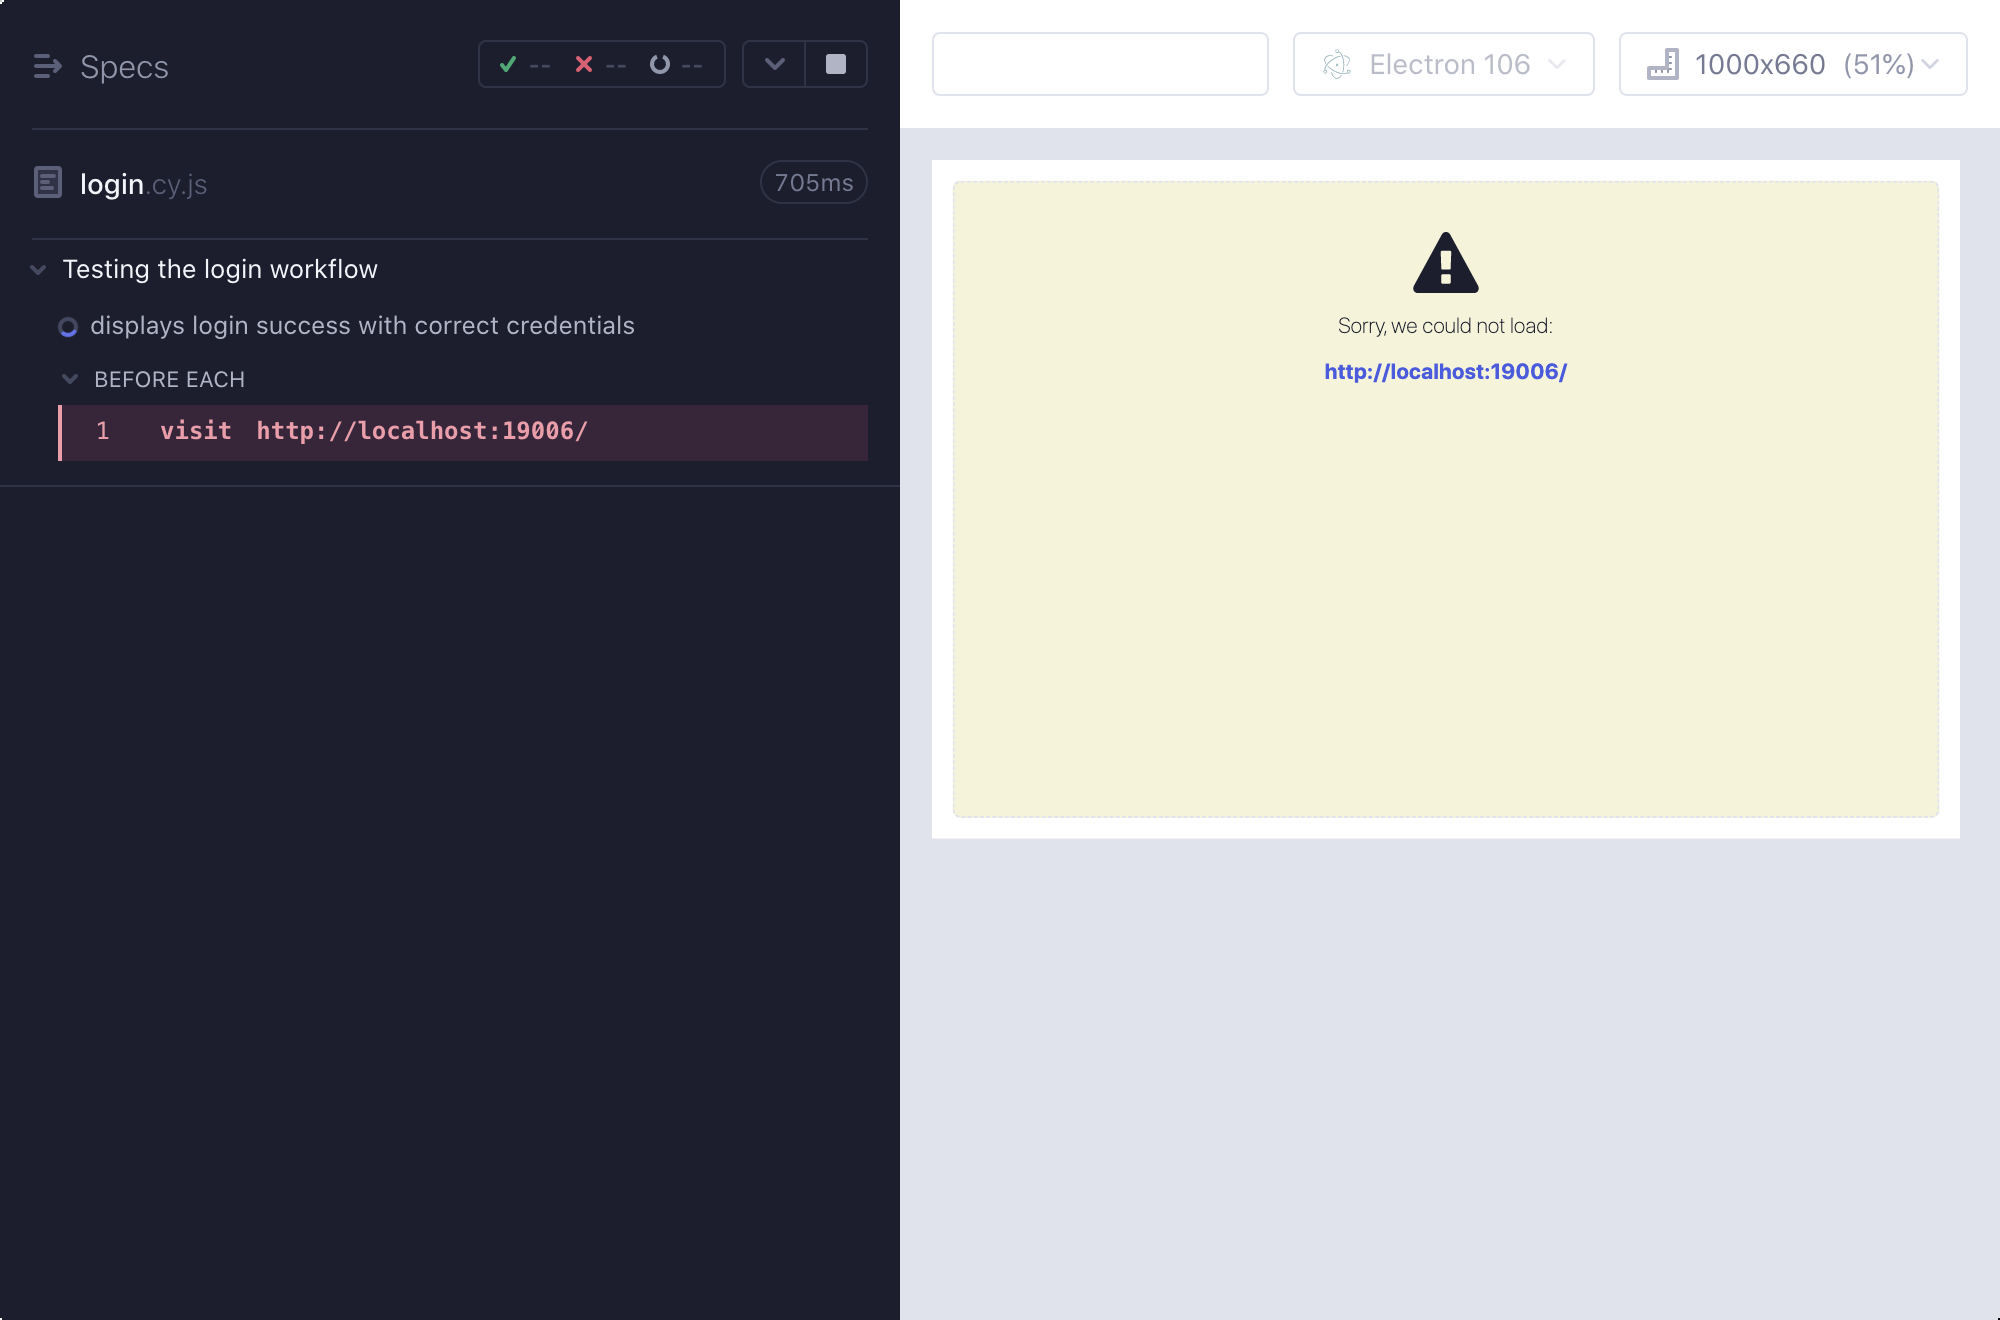 Specs
--
--
--
Electron 106
1000x660 (51%)
login.cy.js
705ms
Testing the login workflow
displays login success with correct credentials
BEFORE EACH
1 visit http://localhost:19006/
Sorry, we could not load:
http://localhost:19006/